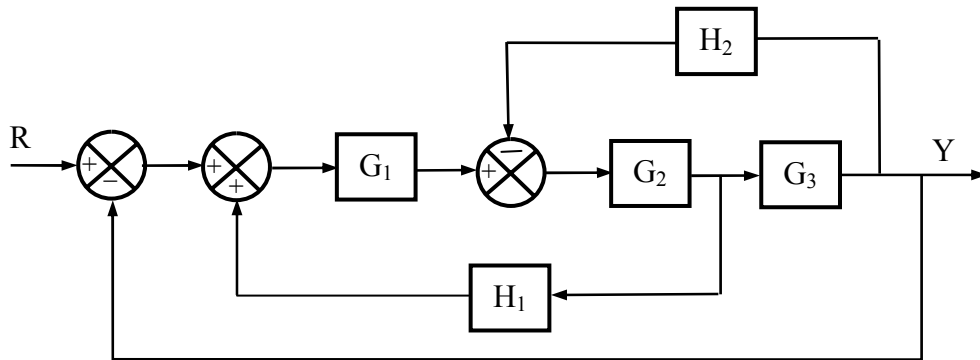 H₂
R
Y
+
−
+
+
G₁
−
+
G₂
G₃
H₁